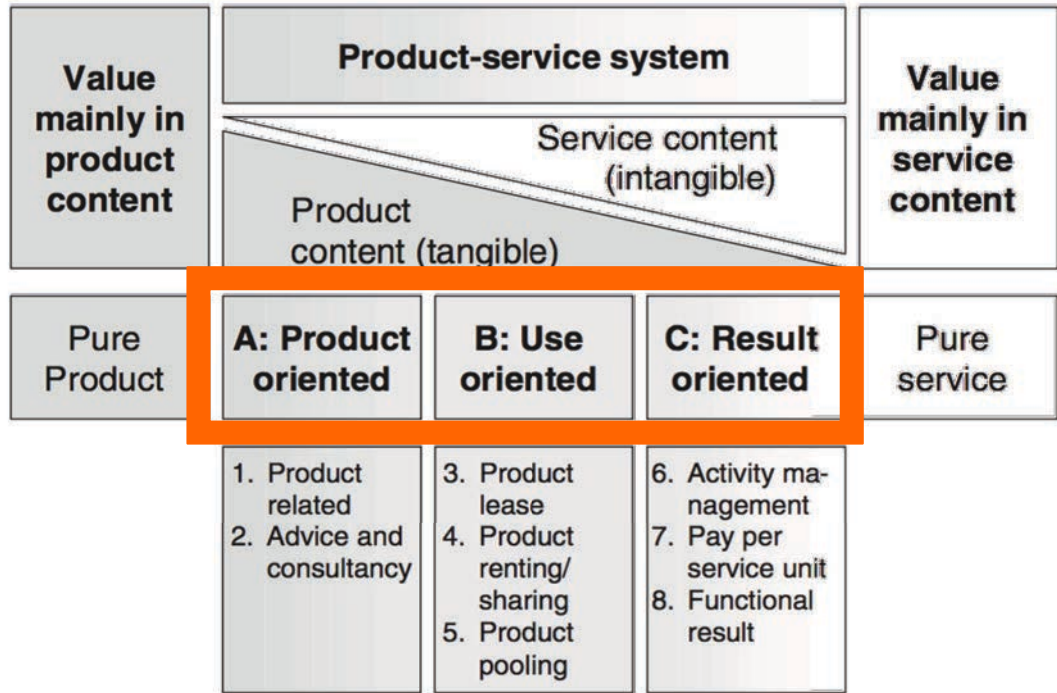 Value
mainly in
product
content
Product-service system
Service content
(intangible)
Product
content (tangible)
Value
mainly in
service
content
Pure
Product
A: Product
oriented
B: Use
oriented
C: Result
oriented
Pure
service
1. Product
related
2. Advice and
consultancy
3. Product
lease
4. Product
renting/
sharing
5. Product
pooling
6. Activity ma-
nagement
7. Pay per
service unit
8. Functional
result